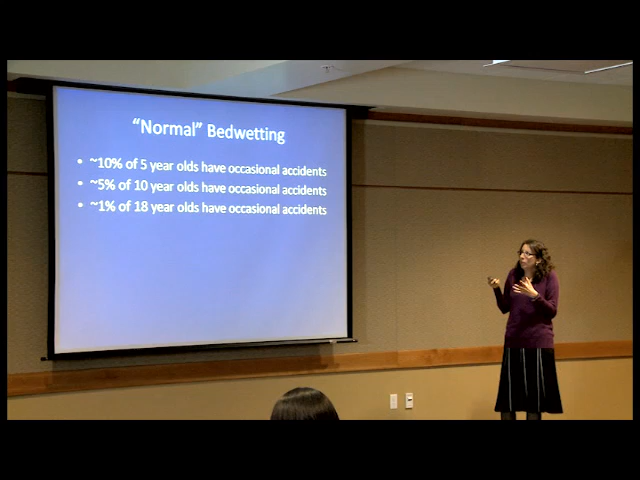 “Normal” Bedwetting
• ~10% of 5 year olds have occasional accidents
• ~5% of 10 year olds have occasional accidents
• ~1% of 18 year olds have occasional accidents